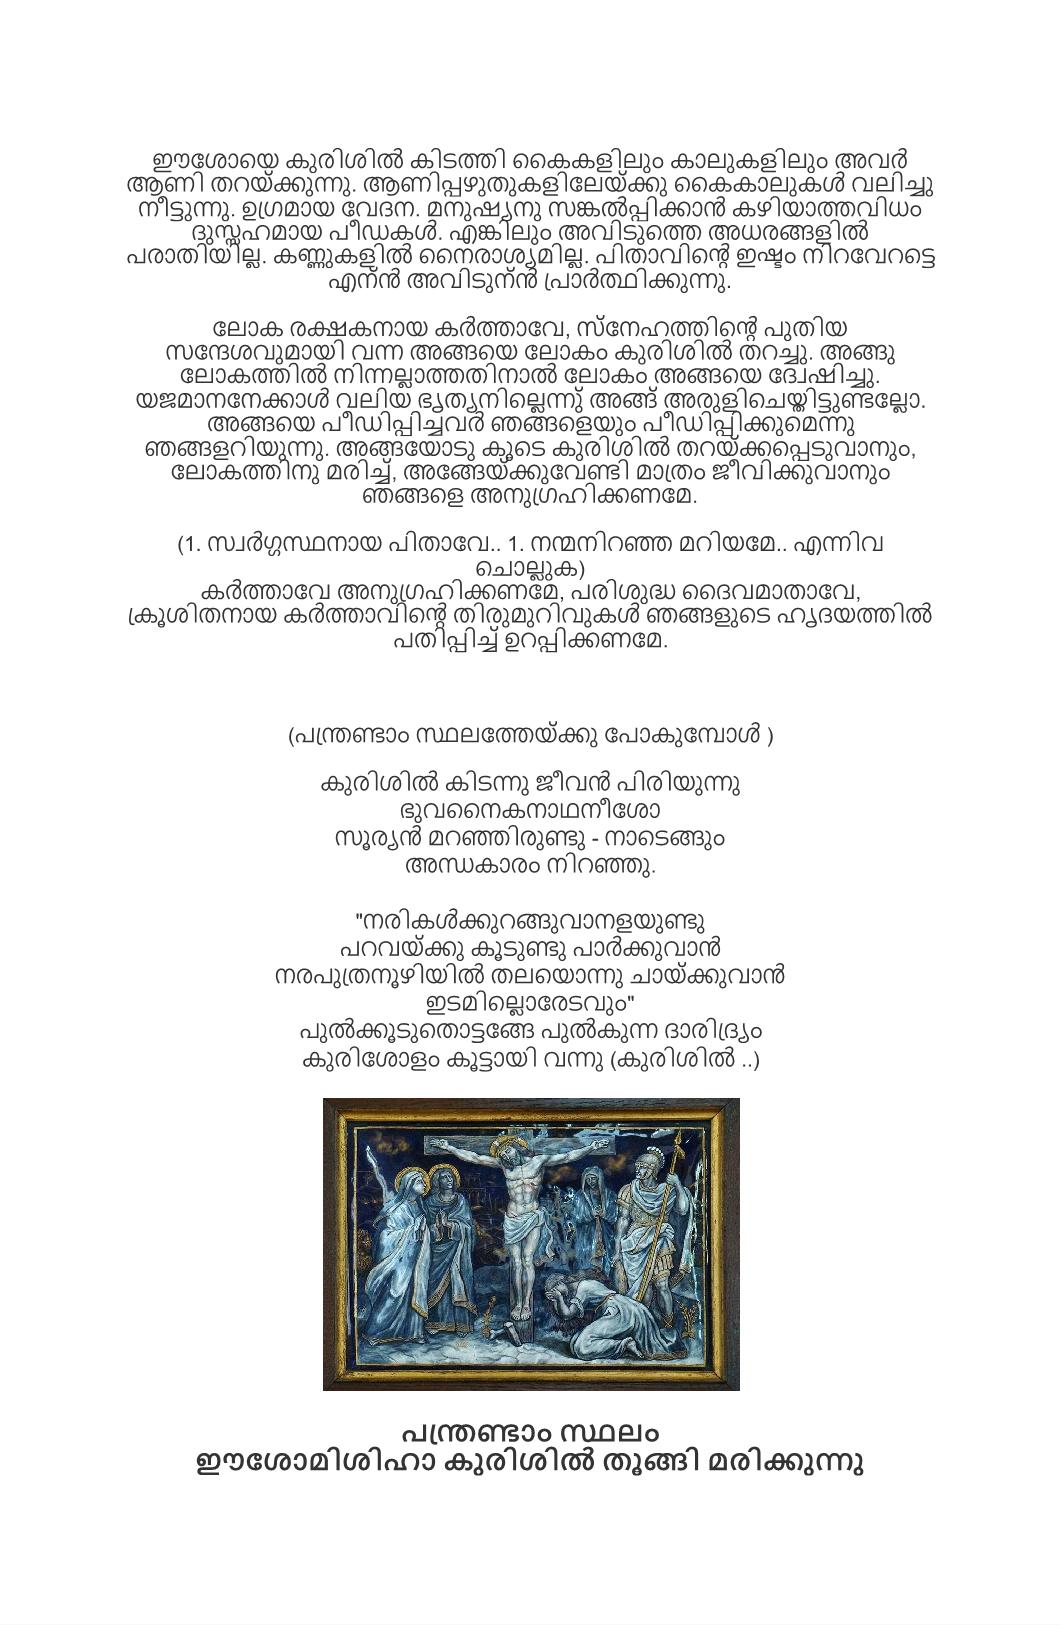 ഈശോയെ കുരിശിൽ കിടത്തി കൈകളിലും കാലുകളിലും അവർ
ആണി തറയ്ക്കുന്നു. ആണിപ്പഴുതുകളിലേയ്ക്കു കൈകാലുകൾ വലിച്ചു
നീട്ടുന്നു. ഉഗ്രമായ വേദന. മനുഷ്യനു സങ്കൽപ്പിക്കാൻ കഴിയാത്തവിധം
ദുസ്സഹമായ പീഡകൾ. എങ്കിലും അവിടുത്തെ അധരങ്ങളിൽ
പരാതിയില്ല. കണ്ണുകളിൽ നൈരാശ്യമില്ല. പിതാവിന്റെ ഇഷ്ടം നിറവേറട്ടെ
എന്ൻ അവിടുന്ൻ പ്രാർത്ഥിക്കുന്നു.

ലോക രക്ഷകനായ കർത്താവേ, സ്നേഹത്തിന്റെ പുതിയ
സന്ദേശവുമായി വന്ന അങ്ങയെ ലോകം കുരിശിൽ തറച്ചു. അങ്ങു
ലോകത്തിൽ നിന്നല്ലാത്തതിനാൽ ലോകം അങ്ങയെ ദ്വേഷിച്ചു.
യജമാനനേക്കാൾ വലിയ ഭൃത്യനില്ലെന്നു് അങ്ങ് അരുളിചെയ്തിട്ടുണ്ടല്ലോ.
അങ്ങയെ പീഡിപ്പിച്ചവർ ഞങ്ങളെയും പീഡിപ്പിക്കുമെന്നു
ഞങ്ങളറിയുന്നു. അങ്ങയോടു കൂടെ കുരിശിൽ തറയ്ക്കപ്പെടുവാനും,
ലോകത്തിനു മരിച്ച്, അങ്ങേയ്ക്കുവേണ്ടി മാത്രം ജീവിക്കുവാനും
ഞങ്ങളെ അനുഗ്രഹിക്കണമേ.

(1. സ്വർഗ്ഗസ്ഥനായ പിതാവേ.. 1. നന്മനിറഞ്ഞ മറിയമേ.. എന്നിവ
ചൊല്ലുക)
കർത്താവേ അനുഗ്രഹിക്കണമേ, പരിശുദ്ധ ദൈവമാതാവേ,
ക്രൂശിതനായ കർത്താവിന്റെ തിരുമുറിവുകൾ ഞങ്ങളുടെ ഹൃദയത്തിൽ
പതിപ്പിച്ച് ഉറപ്പിക്കണമേ.

(പന്ത്രണ്ടാം സ്ഥലത്തേയ്ക്കു പോകുമ്പോൾ )

കുരിശിൽ കിടന്നു ജീവൻ പിരിയുന്നു
ഭുവനൈകനാഥനീശോ
സൂര്യൻ മറഞ്ഞിരുണ്ടു - നാടെങ്ങും
അന്ധകാരം നിറഞ്ഞു.

"നരികൾക്കുറങ്ങുവാനളയുണ്ടു
പറവയ്ക്കു കൂടുണ്ടു പാർക്കുവാൻ
നരപുത്രനൂഴിയിൽ തലയൊന്നു ചായ്ക്കുവാൻ
ഇടമില്ലൊരേടവും"
പുൽക്കൂടുതൊട്ടങ്ങേ പുൽകുന്ന ദാരിദ്ര്യം
കുരിശോളം കൂട്ടായി വന്നു (കുരിശിൽ ..)

പന്ത്രണ്ടാം സ്ഥലം
ഈശോമിശിഹാ കുരിശിൽ തൂങ്ങി മരിക്കുന്നു